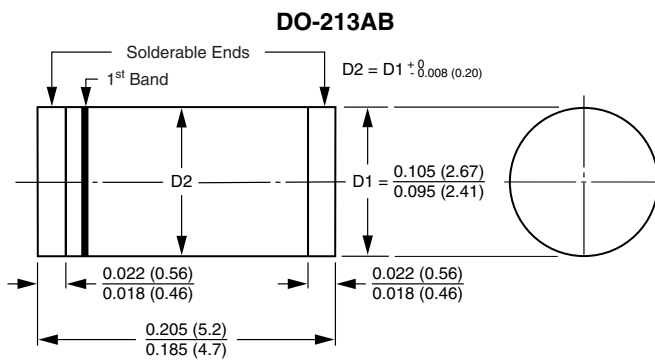 DO-213AB
Solderable Ends
D2 = D1 + 0 - 0.008 (0.20)
1st Band
D2
D1 = 0.105 (2.67)
0.095 (2.41)
0.022 (0.56)
0.018 (0.46)
0.022 (0.56)
0.018 (0.46)
0.205 (5.2)
0.185 (4.7)